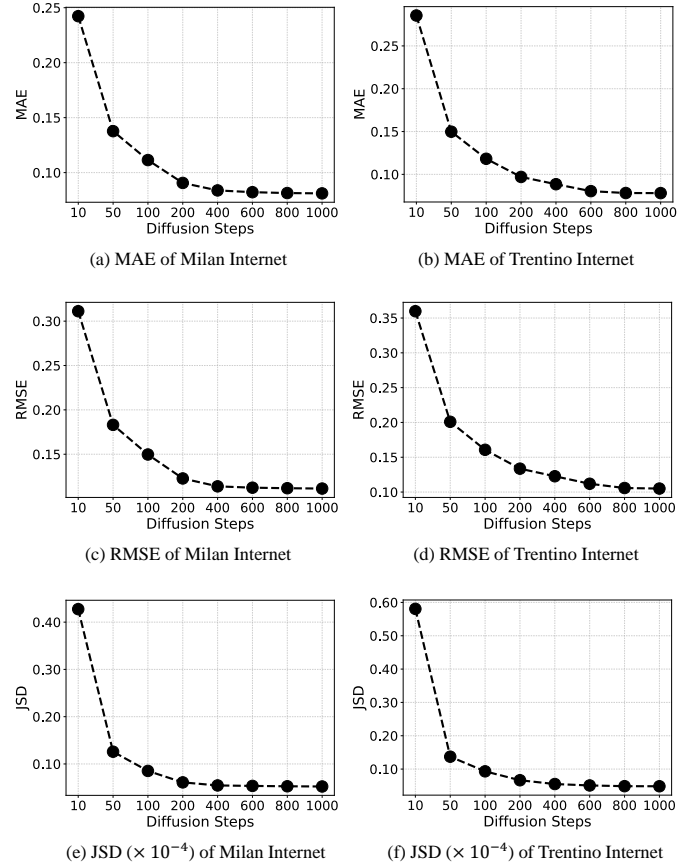 0.25
0.20
0.15
0.10
MAE
10 50 100 200 400 600 800 1000
Diffusion Steps
(a) MAE of Milan Internet
0.25
0.20
0.15
0.10
MAE
10 50 100 200 400 600 800 1000
Diffusion Steps
(b) MAE of Trentino Internet
0.30
0.25
0.20
0.15
RMSE
10 50 100 200 400 600 800 1000
Diffusion Steps
(c) RMSE of Milan Internet
0.35
0.30
0.25
0.20
0.15
0.10
RMSE
10 50 100 200 400 600 800 1000
Diffusion Steps
(d) RMSE of Trentino Internet
0.40
0.30
0.20
0.10
JSD
10 50 100 200 400 600 800 1000
Diffusion Steps
(e) JSD (× 10⁻⁴) of Milan Internet
0.60
0.50
0.40
0.30
0.20
0.10
JSD
10 50 100 200 400 600 800 1000
Diffusion Steps
(f) JSD (× 10⁻⁴) of Trentino Internet